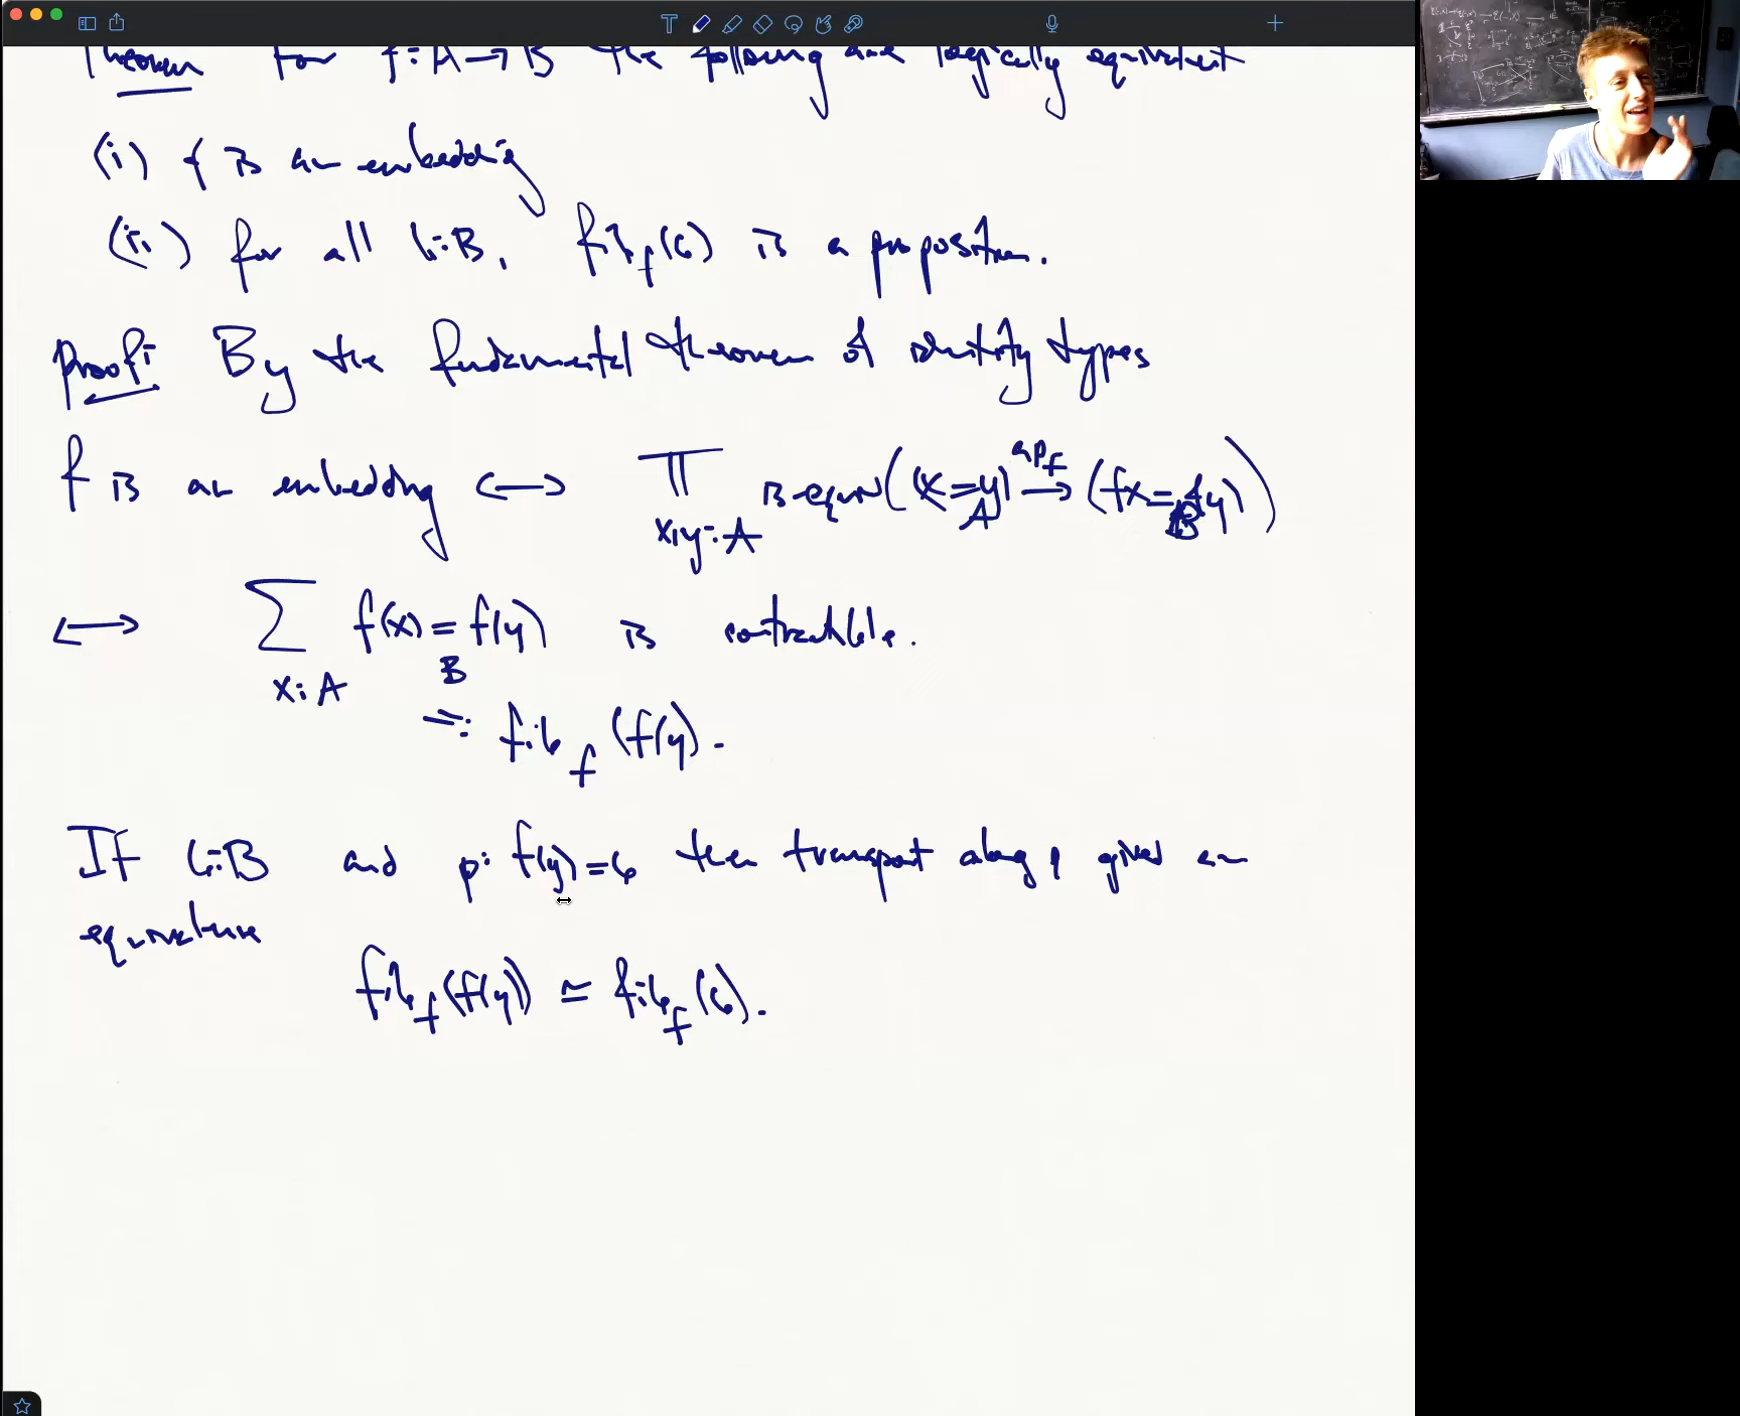 Theorem For f : A → B the following are logically equivalent
(i) f is an embedding
(ii) for all b : B, fib_f(b) is a proposition.
Proof: By the fundamental theorem of identity types
f is an embedding ↔ Π_{x,y : A} is-equiv((x =_A y) →^{ap_f} (fx =_B fy))
↔ Σ_{x : A} f(x) =_B f(y) is contractible.
≕ fib_f (f(y).
If b : B and p : f(y) = b then transport along p gives an
equivalence
fib_f(f(y)) ≃ fib_f(b).